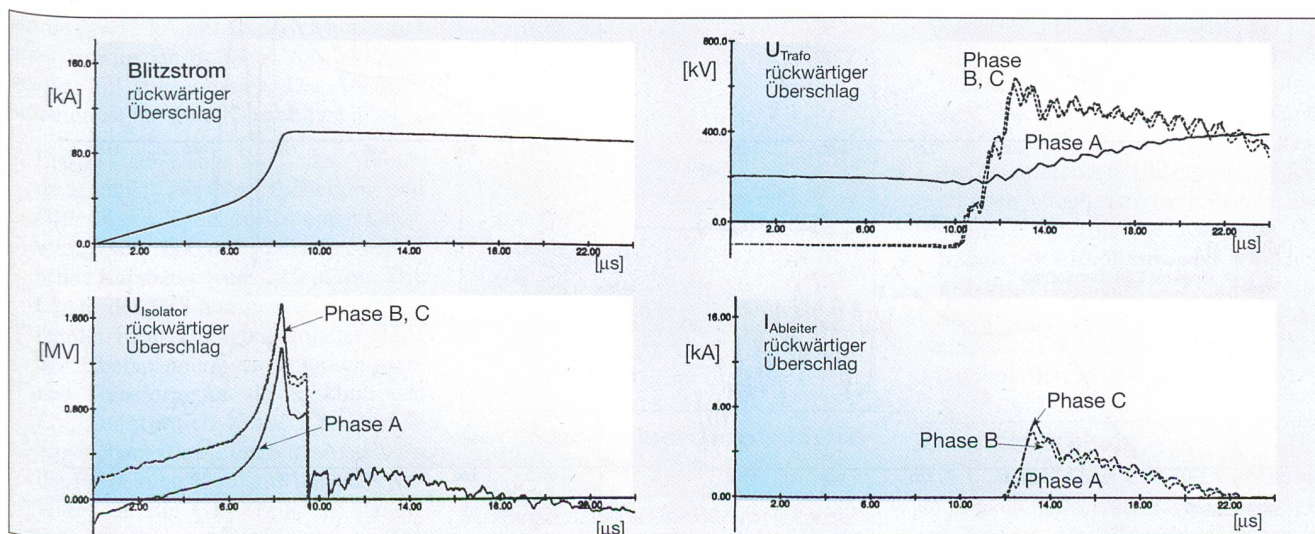 Blitzstrom
rückwärtiger
Überschlag
[kA]
160.0
80.0
0.0
2.00 6.00 10.00 14.00 18.00 22.00
[µs]
U Trafo
rückwärtiger
Überschlag
[kV]
800.0
400.0
0.0
Phase
B, C
Phase A
2.00 6.00 10.00 14.00 18.00 22.00
[µs]
U Isolator
rückwärtiger
Überschlag
[MV]
1.600
0.800
0.000
Phase B, C
Phase A
2.00 6.00 10.00 14.00 18.00 22.00
[µs]
I Ableiter
rückwärtiger
Überschlag
[kA]
16.00
8.00
0.0
Phase C
Phase B
Phase A
2.00 6.00 10.00 14.00 18.00 22.00
[µs]